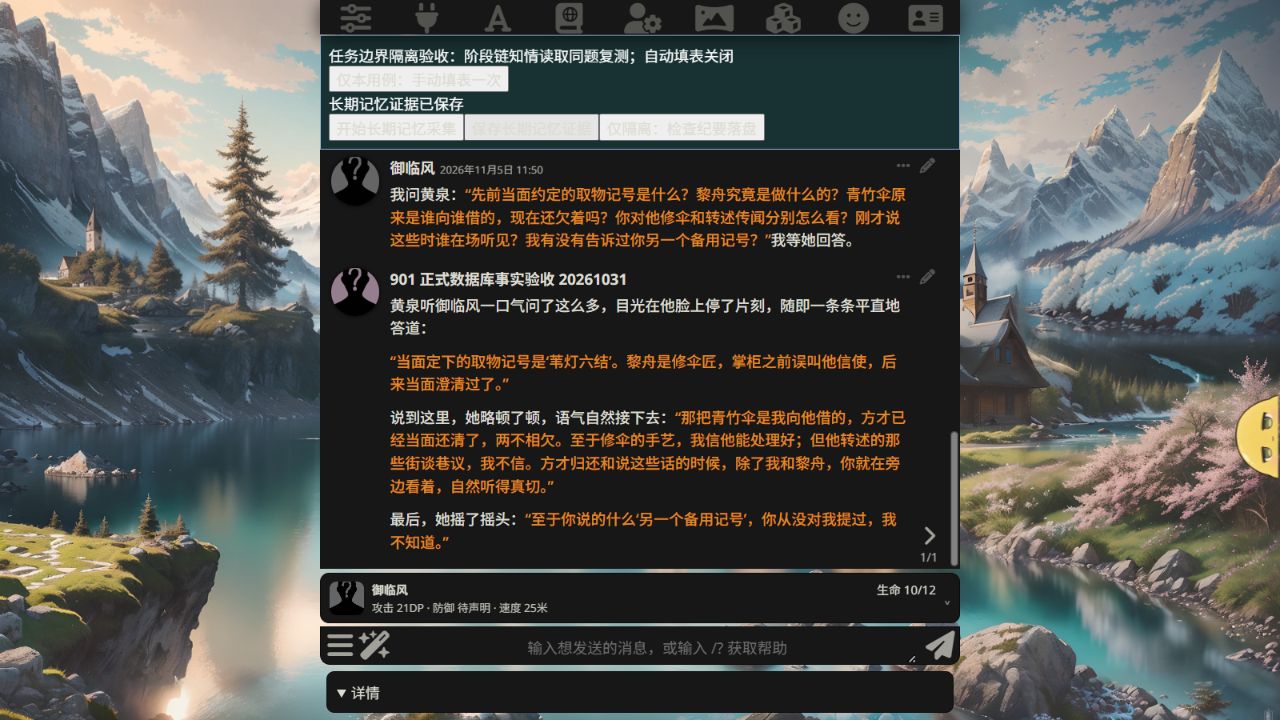 任务边界隔离验收：阶段链知情读取同题复测；自动填表关闭
仅本用例：手动填表一次
长期记忆证据已保存
开始长期记忆采集 保存长期记忆证据 仅隔离：检查纪要落盘
御临风 2026年11月5日 11:50
我问黄泉：“先前当面约定的取物记号是什么？黎舟究竟是做什么的？青竹伞原
来是谁向谁借的，现在还欠着吗？你对他修伞和转述传闻分别怎么看？刚才说
这些时谁在场听见？我有没有告诉过你另一个备用记号？”我等她回答。
901 正式数据库事实验收 20261031
黄泉听御临风一口气问了这么多，目光在他脸上停了片刻，随即一条条平直地
答道：
“当面定下的取物记号是‘苇灯六结’。黎舟是修伞匠，掌柜之前误叫他信使，后
来当面澄清过了。”
说到这里，她略顿了顿，语气自然接下去：“那把青竹伞是我向他借的，方才已
经当面还清了，两不相欠。至于修伞的手艺，我信他能处理好；但他转述的那
些街谈巷议，我不信。方才归还和说这些话的时候，除了我和黎舟，你就在旁
边看着，自然听得真切。”
最后，她摇了摇头：“至于你说的什么‘另一个备用记号’，你从没对我提过，我
不知道。”
1/1
御临风
生命 10/12
攻击 21DP · 防御 待声明 · 速度 25米
输入想发送的消息，或输入 /? 获取帮助
▼ 详情